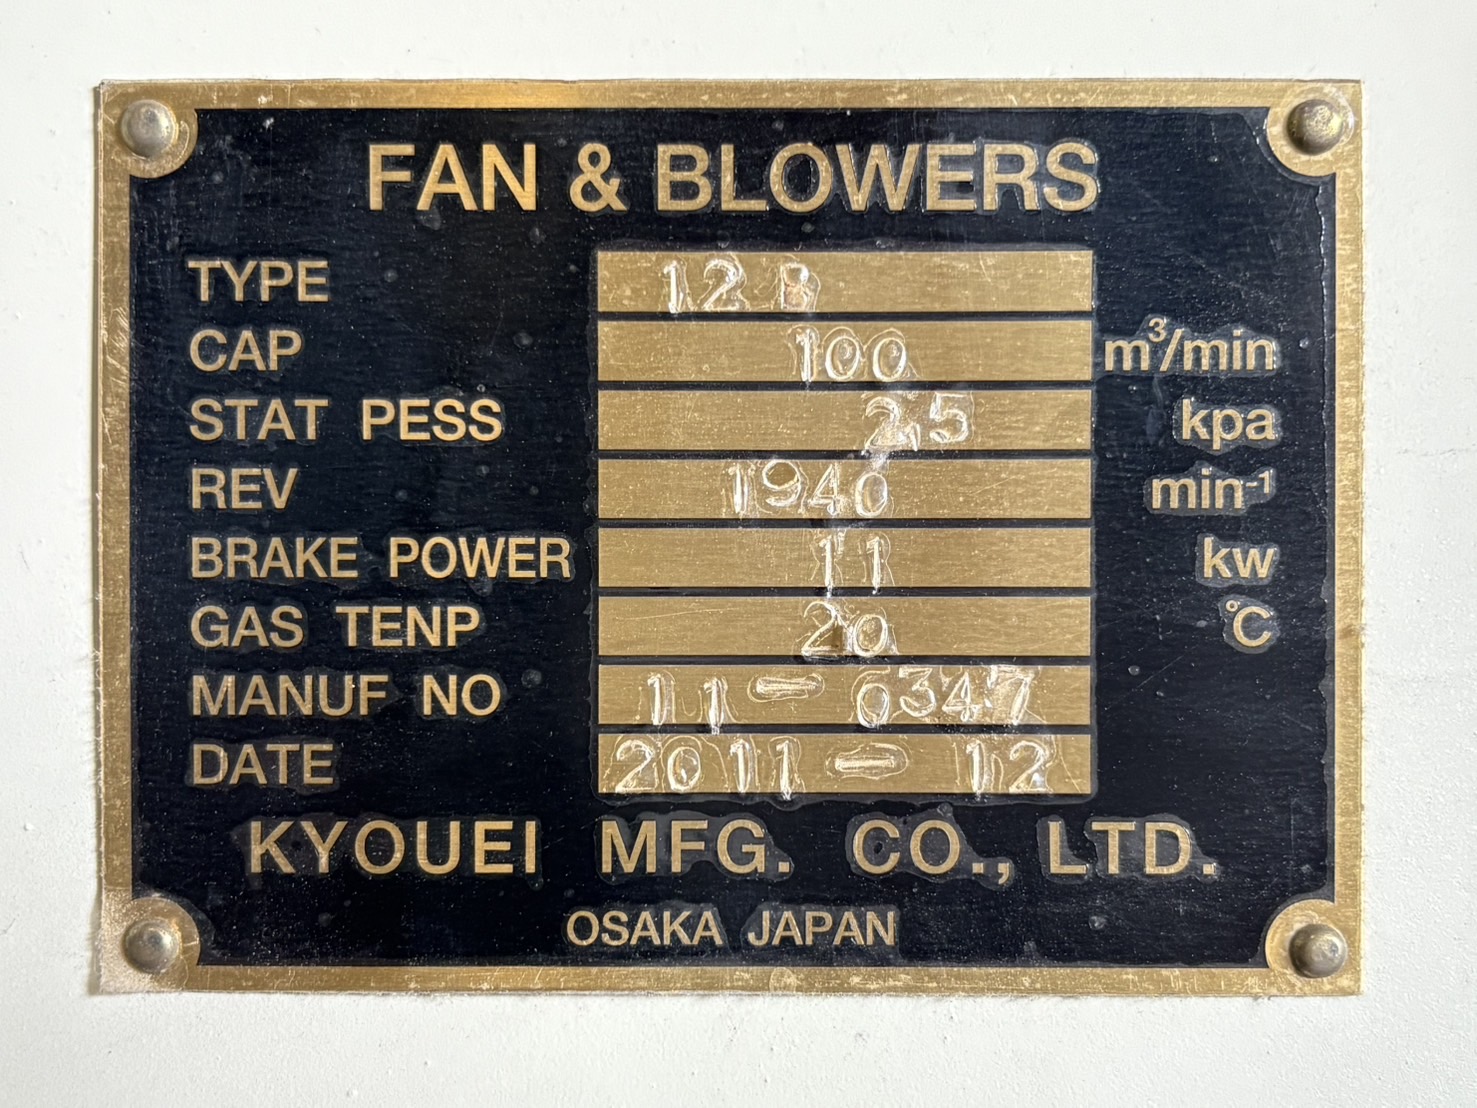 FAN & BLOWERS
TYPE 12 B
CAP 100 m³/min
STAT PESS 2.5 kpa
REV 1940 min⁻¹
BRAKE POWER 11 kw
GAS TENP 20 ℃
MANUF NO 11-0347
DATE 2011-12
KYOUEI MFG. CO., LTD.
OSAKA JAPAN